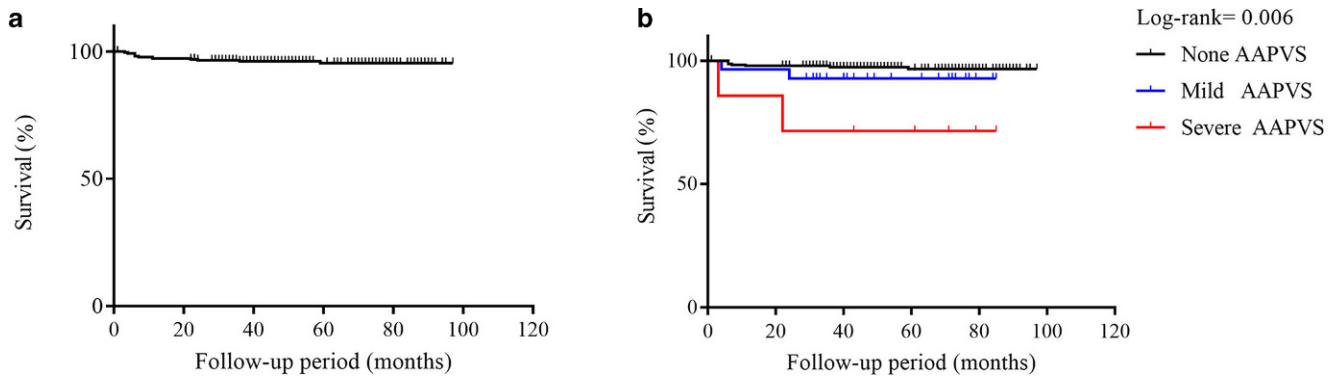 a
100
50
0
Survival (%)
0 20 40 60 80 100 120
Follow-up period (months)
b
100
50
0
Survival (%)
0 20 40 60 80 100 120
Follow-up period (months)
Log-rank= 0.006
None AAPVS
Mild AAPVS
Severe AAPVS